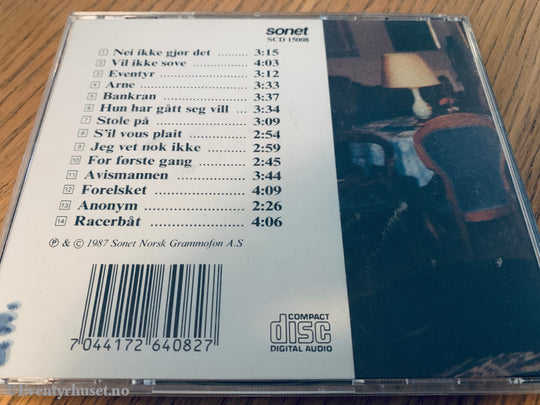 sonet
SCD 15008
1 Nei ikke gjør det ........ 3:15
2 Vil ikke sove ............. 4:03
3 Eventyr ..................... 3:12
4 Arne .......................... 3:33
5 Bankran .................... 3:37
6 Hun har gått seg vill ... 3:34
7 Stole på ..................... 3:09
8 S'il vous plait ............ 2:54
9 Jeg vet nok ikke ......... 2:59
10 For første gang .......... 2:45
11 Avismannen .............. 3:44
12 Forelsket .................. 4:09
13 Anonym .................... 2:26
14 Racerbåt ................... 4:06
Ⓟ & © 1987 Sonet Norsk Grammofon A.S
7 044172 640827
COMPACT
disc
DIGITAL AUDIO
Eventyrhuset.no